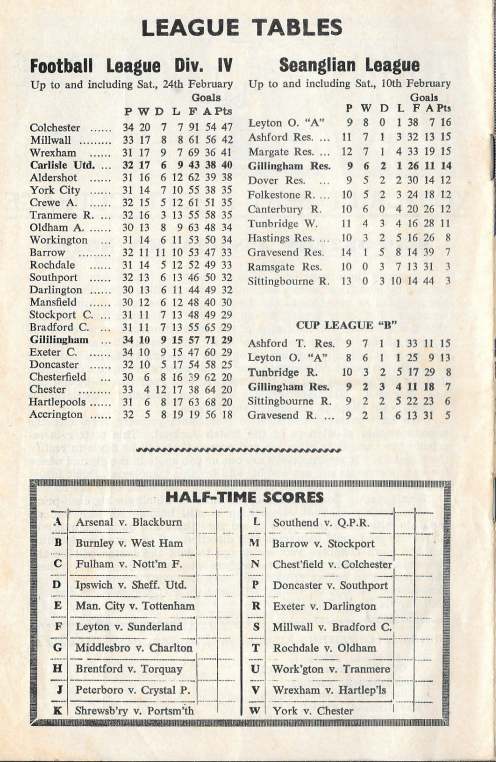 LEAGUE TABLES
Football League Div. IV
Up to and including Sat., 24th February
Goals
P W D L F A Pts
Colchester ...... 34 20 7 7 91 54 47
Millwall ......... 33 17 8 8 61 56 42
Wrexham ...... 31 17 9 7 69 36 41
Carlisle Utd. ... 32 17 6 9 43 38 40
Aldershot ...... 31 16 6 12 62 39 38
York City ...... 31 14 7 10 55 38 35
Crewe A. ...... 32 15 5 12 61 51 35
Tranmere R. ... 32 16 3 13 55 58 35
Oldham A. ...... 30 13 8 9 63 48 34
Workington ... 31 14 6 11 53 50 34
Barrow ......... 32 11 11 10 53 47 33
Rochdale ...... 31 14 5 12 52 49 33
Southport ...... 32 13 6 13 46 50 32
Darlington ...... 30 13 6 11 44 49 32
Mansfield ...... 30 12 6 12 48 40 30
Stockport C. ... 31 11 7 13 48 49 29
Bradford C. ... 31 11 7 13 55 65 29
Gillilingham ... 34 10 9 15 57 71 29
Exeter C. ...... 34 10 9 15 47 60 29
Doncaster ...... 32 10 5 17 54 58 25
Chesterfield ... 30 6 8 16 39 62 20
Chester ......... 33 4 12 17 38 64 20
Hartlepools ...... 31 6 8 17 63 68 20
Accrington ...... 32 5 8 19 19 56 18
Seanglian League
Up to and including Sat., 10th February
Goals
P W D L F A Pts
Leyton O. "A" 9 8 0 1 38 7 16
Ashford Res. ... 11 7 1 3 32 13 15
Margate Res. ... 12 7 1 4 33 19 15
Gillingham Res. 9 6 2 1 26 11 14
Dover Res. ... 9 5 2 2 30 14 12
Folkestone R. ... 10 5 2 3 24 18 12
Canterbury R. 10 6 0 4 20 26 12
Tunbridge W. 11 4 3 4 16 28 11
Hastings Res. ... 10 3 2 5 16 26 8
Gravesend Res. 14 1 5 8 14 39 7
Ramsgate Res. 10 0 3 7 13 31 3
Sittingbourne R. 13 0 3 10 14 44 3
CUP LEAGUE "B"
Ashford T. Res. 9 7 1 1 33 11 15
Leyton O. "A" 8 6 1 1 25 9 13
Tunbridge R. 10 3 2 5 17 29 8
Gillingham Res. 9 2 3 4 11 18 7
Sittingbourne R. 9 2 2 5 22 23 6
Gravesend R. ... 9 2 1 6 13 31 5
HALF-TIME SCORES
A Arsenal v. Blackburn
B Burnley v. West Ham
C Fulham v. Nott'm F.
D Ipswich v. Sheff. Utd.
E Man. City v. Tottenham
F Leyton v. Sunderland
G Middlesbro v. Charlton
H Brentford v. Torquay
J Peterboro v. Crystal P.
K Shrewsb'ry v. Portsm'th
L Southend v. Q.P.R.
M Barrow v. Stockport
N Chest'field v. Colchester
P Doncaster v. Southport
R Exeter v. Darlington
S Millwall v. Bradford C.
T Rochdale v. Oldham
U Work'gton v. Tranmere
V Wrexham v. Hartlep'ls
W York v. Chester